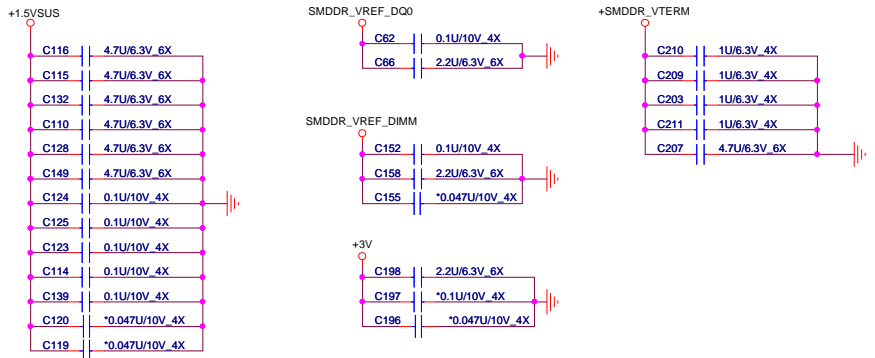 +1.5VSUS
C116 4.7U/6.3V_6X
C115 4.7U/6.3V_6X
C132 4.7U/6.3V_6X
C110 4.7U/6.3V_6X
C128 4.7U/6.3V_6X
C149 4.7U/6.3V_6X
C124 0.1U/10V_4X
C125 0.1U/10V_4X
C123 0.1U/10V_4X
C114 0.1U/10V_4X
C139 0.1U/10V_4X
C120 *0.047U/10V_4X
C119 *0.047U/10V_4X
SMDDR_VREF_DQ0
C62 0.1U/10V_4X
C66 2.2U/6.3V_6X
SMDDR_VREF_DIMM
C152 0.1U/10V_4X
C158 2.2U/6.3V_6X
C155 *0.047U/10V_4X
+3V
C198 2.2U/6.3V_6X
C197 *0.1U/10V_4X
C196 *0.047U/10V_4X
+SMDDR_VTERM
C210 1U/6.3V_4X
C209 1U/6.3V_4X
C203 1U/6.3V_4X
C211 1U/6.3V_4X
C207 4.7U/6.3V_6X